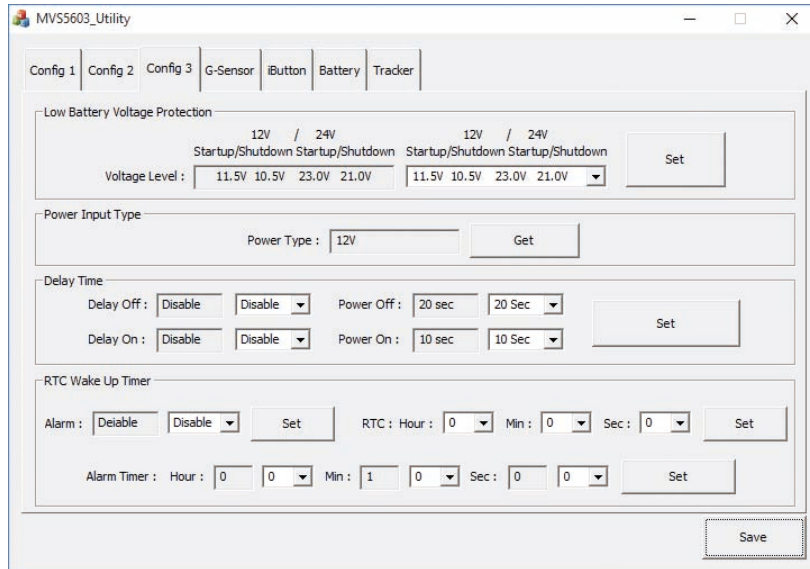 MVS5603_Utility
Config 1 Config 2 Config 3 G-Sensor iButton Battery Tracker
Low Battery Voltage Protection
12V / 24V 12V / 24V
Startup/Shutdown Startup/Shutdown Startup/Shutdown Startup/Shutdown
Voltage Level : 11.5V 10.5V 23.0V 21.0V 11.5V 10.5V 23.0V 21.0V Set
Power Input Type
Power Type : 12V Get
Delay Time
Delay Off : Disable Disable Power Off : 20 sec 20 Sec
Set
Delay On : Disable Disable Power On : 10 sec 10 Sec
RTC Wake Up Timer
Alarm : Deiable Disable Set RTC : Hour : 0 Min : 0 Sec : 0 Set
Alarm Timer : Hour : 0 0 Min : 1 0 Sec : 0 0 Set
Save